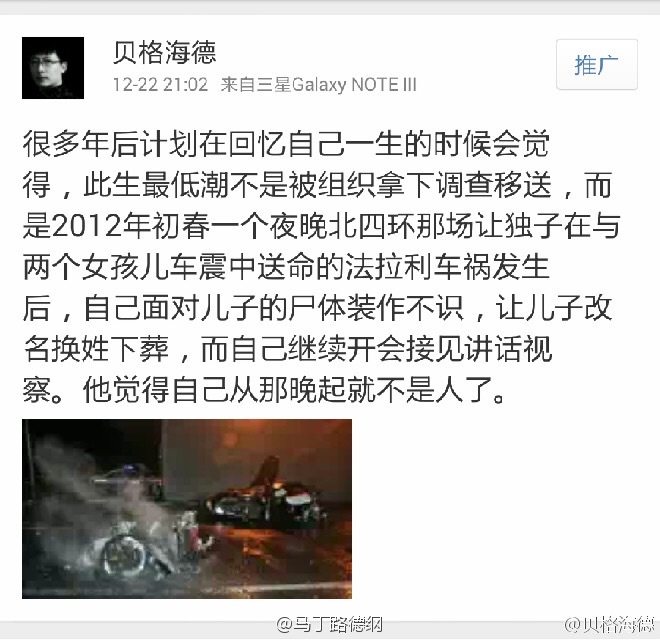 贝格海德
推广
12-22 21:02 来自三星Galaxy NOTE III
很多年后计划在回忆自己一生的时候会觉
得，此生最低潮不是被组织拿下调查移送，而
是2012年初春一个夜晚北四环那场让独子在与
两个女孩儿车震中送命的法拉利车祸发生
后，自己面对儿子的尸体装作不识，让儿子改
名换姓下葬，而自己继续开会接见讲话视
察。他觉得自己从那晚起就不是人了。
@马丁路德纲
@贝格海德